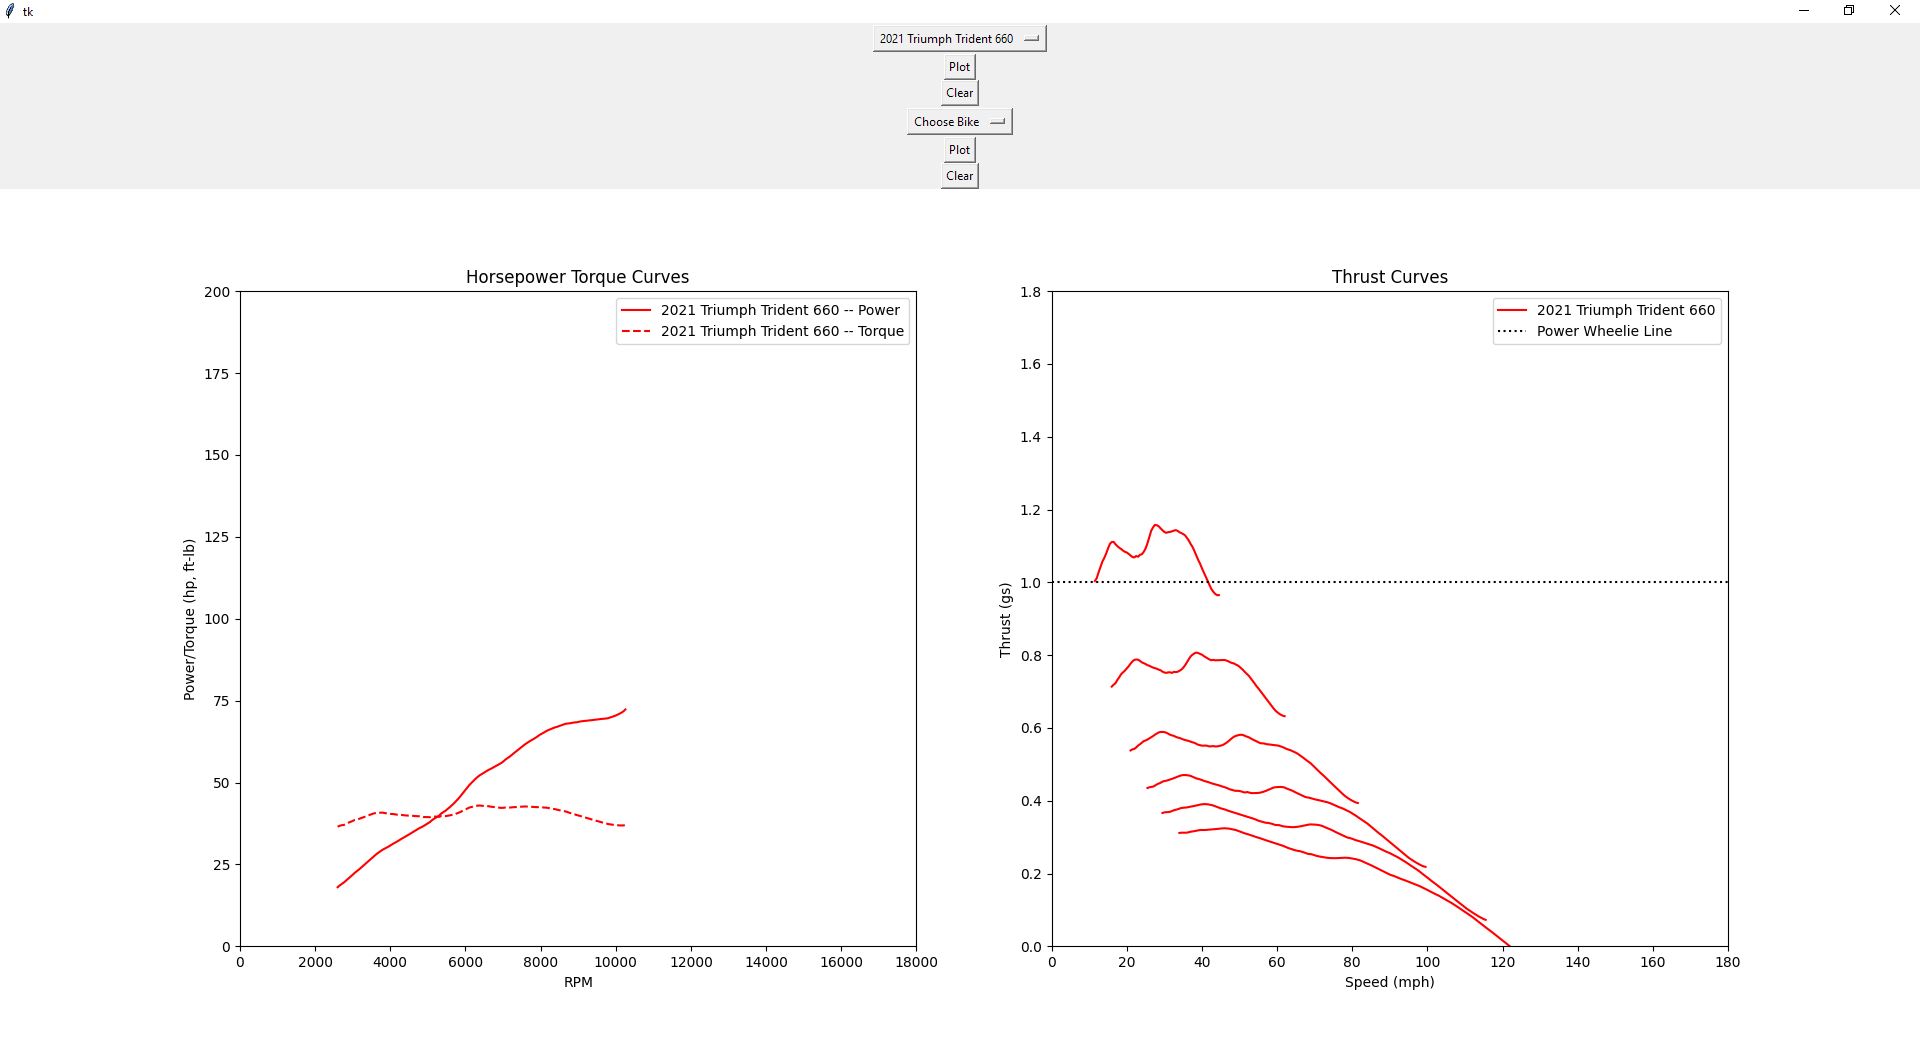 tk
2021 Triumph Trident 660
Plot
Clear
Choose Bike
Plot
Clear
Horsepower Torque Curves
200
175
150
125
100
75
50
25
0
Power/Torque (hp, ft-lb)
2021 Triumph Trident 660 -- Power
2021 Triumph Trident 660 -- Torque
0 2000 4000 6000 8000 10000 12000 14000 16000 18000
RPM
Thrust Curves
1.8
1.6
1.4
1.2
1.0
0.8
0.6
0.4
0.2
0.0
Thrust (gs)
2021 Triumph Trident 660
Power Wheelie Line
0 20 40 60 80 100 120 140 160 180
Speed (mph)